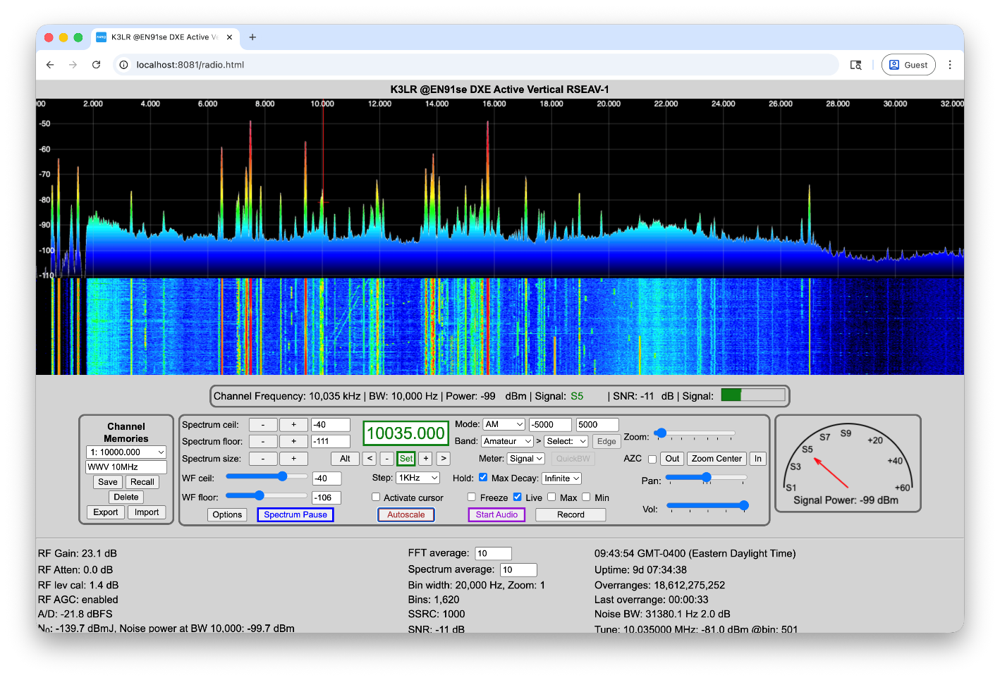 K3LR @EN91se DXE Active Ve
localhost:8081/radio.html
Guest
K3LR @EN91se DXE Active Vertical RSEAV-1
00 2.000 4.000 6.000 8.000 10.000 12.000 14.000 16.000 18.000 20.000 22.000 24.000 26.000 28.000 30.000 32.000
-50
-60
-70
-80
-90
-100
-110
Channel Frequency: 10,035 kHz | BW: 10,000 Hz | Power: -99 dBm | Signal: S5 | SNR: -11 dB | Signal:
Channel
Memories
1: 10000.000
WWV 10MHz
Save Recall
Delete
Export Import
Spectrum ceil: - + -40
Spectrum floor: - + -111
Spectrum size: - +
WF ceil: -40
WF floor: -106
Options Spectrum Pause
10035.000
Alt < - Set + >
Step: 1KHz
Activate cursor
Autoscale
Mode: AM -5000 5000
Band: Amateur > Select: Edge
Meter: Signal QuickBW
Hold: Max Decay: Infinite
Freeze Live Max Min
Start Audio Record
Zoom:
AZC Out Zoom Center In
Pan:
Vol:
S1 S3 S5 S7 S9 +20 +40 +60
Signal Power: -99 dBm
RF Gain: 23.1 dB
RF Atten: 0.0 dB
RF lev cal: 1.4 dB
RF AGC: enabled
A/D: -21.8 dBFS
N₀: -139.7 dBmJ, Noise power at BW 10,000: -99.7 dBm
FFT average: 10
Spectrum average: 10
Bin width: 20,000 Hz, Zoom: 1
Bins: 1,620
SSRC: 1000
SNR: -11 dB
09:43:54 GMT-0400 (Eastern Daylight Time)
Uptime: 9d 07:34:38
Overranges: 18,612,275,252
Last overrange: 00:00:33
Noise BW: 31380.1 Hz 2.0 dB
Tune: 10.035000 MHz: -81.0 dBm @bin: 501